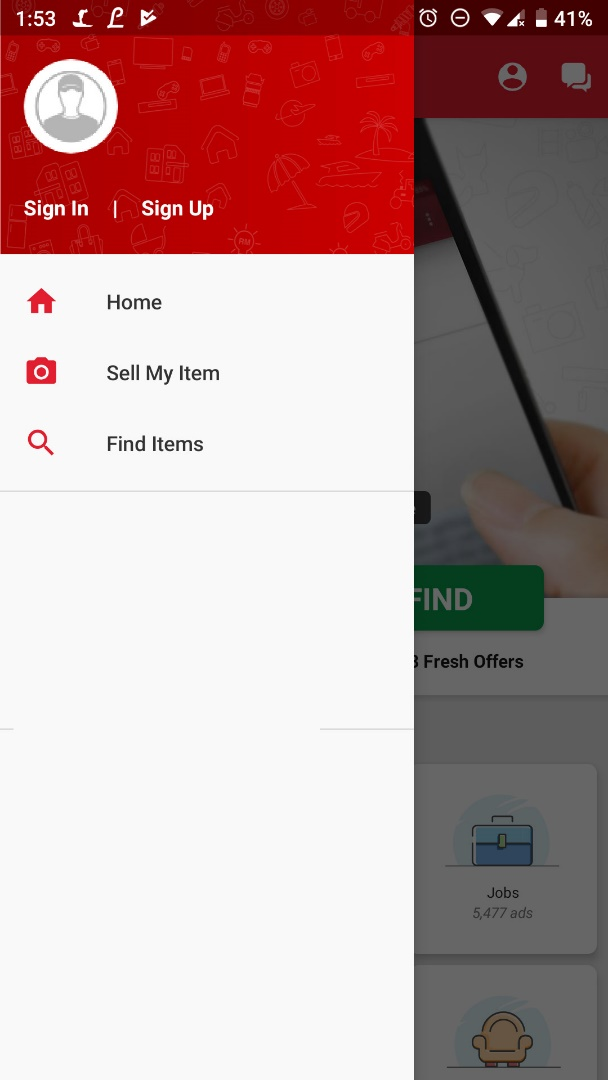 1:53
41%
Sign In | Sign Up
Home
Sell My Item
Find Items
FIND
Fresh Offers
Jobs
5,477 ads